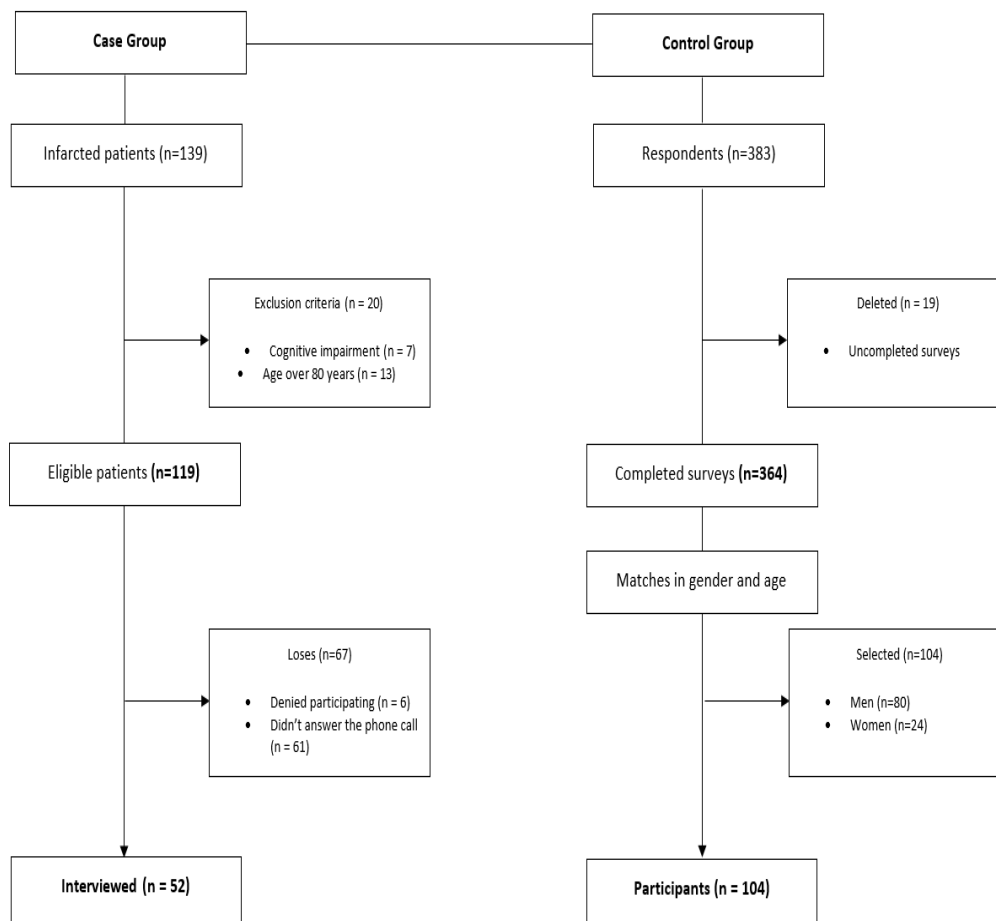 Case Group
Control Group
Infarcted patients (n=139)
Respondents (n=383)
Exclusion criteria (n = 20)
• Cognitive impairment (n = 7)
• Age over 80 years (n = 13)
Deleted (n = 19)
• Uncompleted surveys
Eligible patients (n=119)
Completed surveys (n=364)
Matches in gender and age
Loses (n=67)
• Denied participating (n = 6)
• Didn't answer the phone call
(n = 61)
Selected (n=104)
• Men (n=80)
• Women (n=24)
Interviewed (n = 52)
Participants (n = 104)